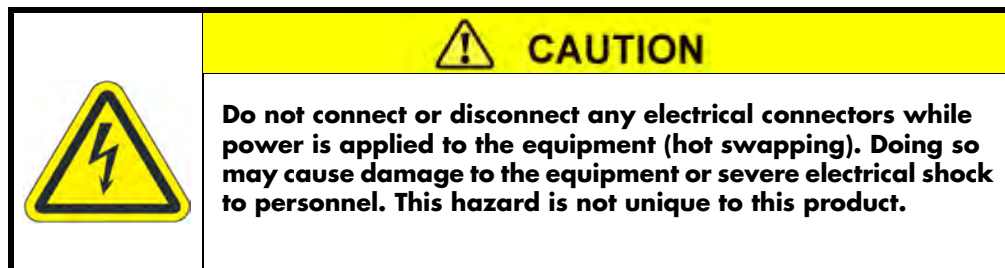 CAUTION
Do not connect or disconnect any electrical connectors while
power is applied to the equipment (hot swapping). Doing so
may cause damage to the equipment or severe electrical shock
to personnel. This hazard is not unique to this product.